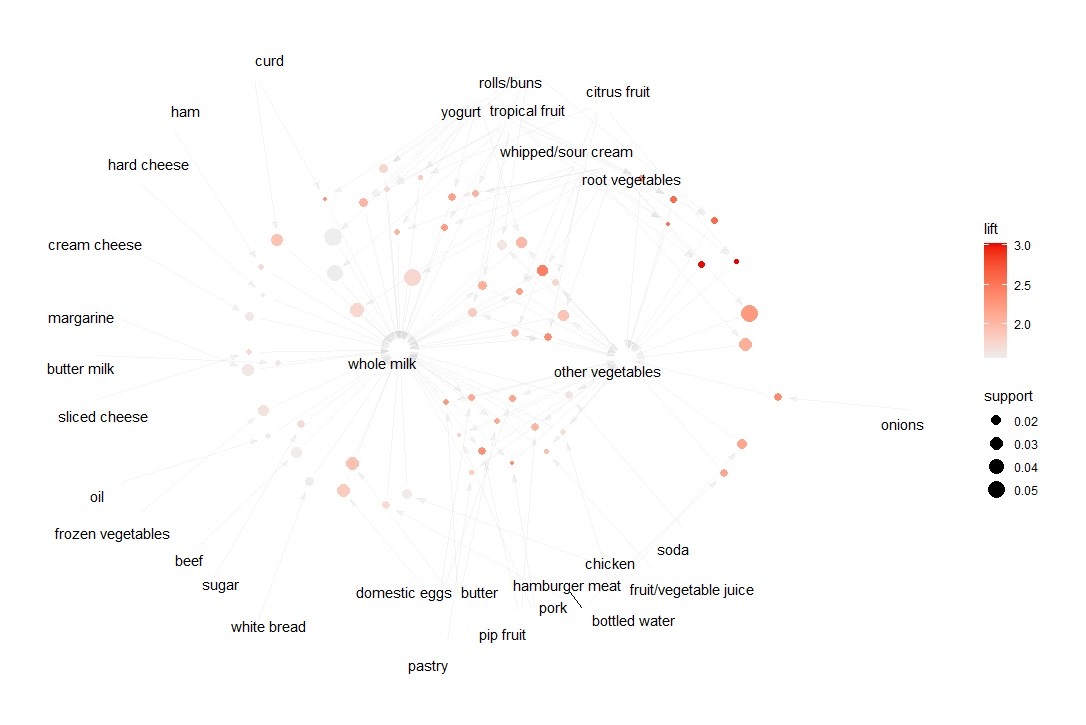 curd
rolls/buns
citrus fruit
ham
yogurt
tropical fruit
whipped/sour cream
hard cheese
root vegetables
cream cheese
margarine
butter milk
whole milk
other vegetables
sliced cheese
onions
oil
frozen vegetables
beef
sugar
soda
chicken
domestic eggs
butter
hamburger meat
fruit/vegetable juice
pork
bottled water
white bread
pip fruit
pastry
lift
3.0
2.5
2.0
support
0.02
0.03
0.04
0.05